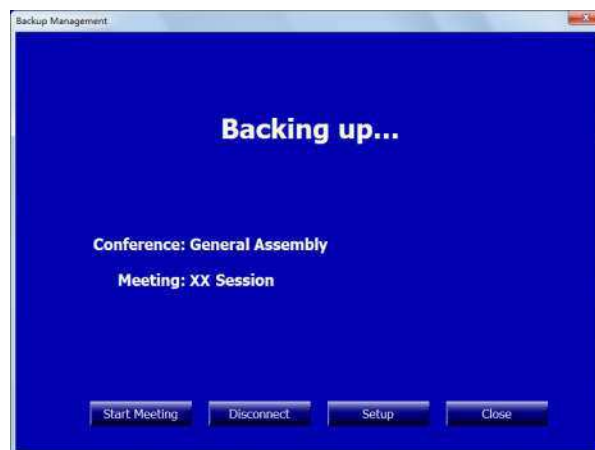 Backup Management
Backing up...
Conference: General Assembly
Meeting: XX Session
Start Meeting Disconnect Setup Close